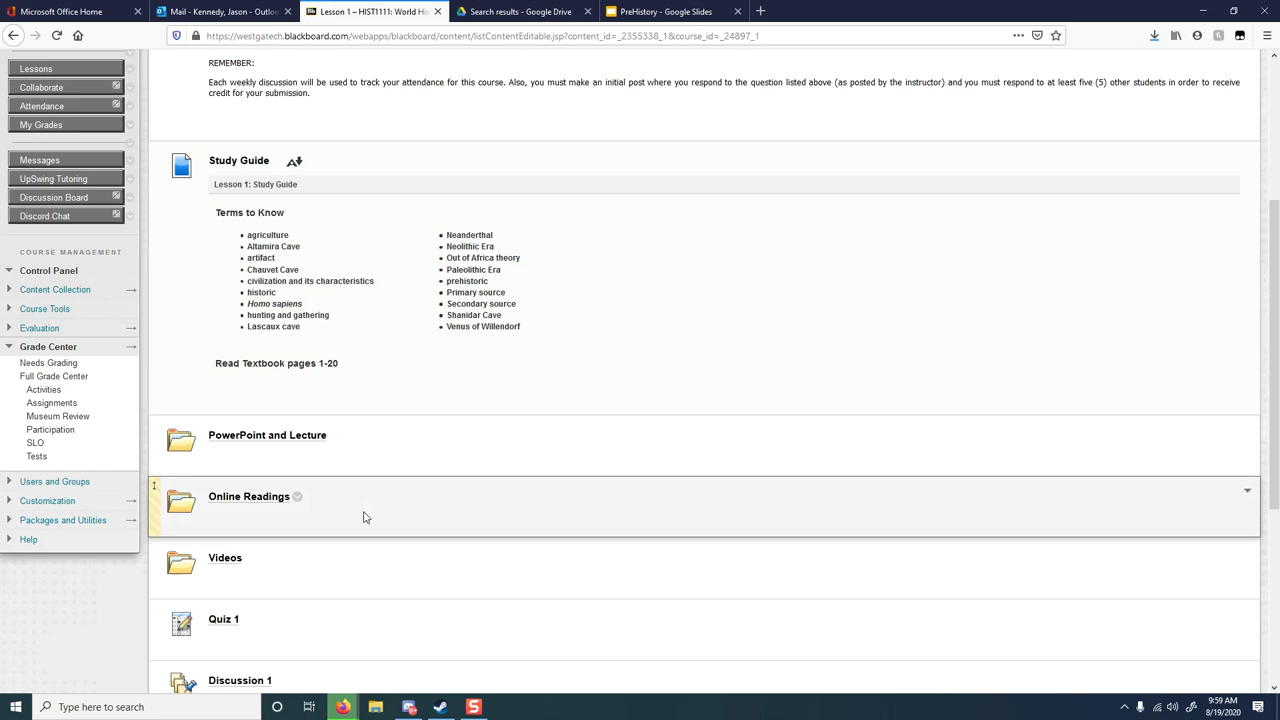 Microsoft Office Home
Mail - Kennedy, Jason - Outloo
Lesson 1 – HIST1111: World His
Search results - Google Drive
PreHistory - Google Slides
https://westgatech.blackboard.com/webapps/blackboard/content/listContentEditable.jsp?content_id=_2355338_1&course_id=_24897_1
Lessons
Collaborate
Attendance
My Grades
Messages
UpSwing Tutoring
Discussion Board
Discord Chat
COURSE MANAGEMENT
Control Panel
Content Collection
Course Tools
Evaluation
Grade Center
Needs Grading
Full Grade Center
Activities
Assignments
Museum Review
Participation
SLO
Tests
Users and Groups
Customization
Packages and Utilities
Help
REMEMBER:
Each weekly discussion will be used to track your attendance for this course. Also, you must make an initial post where you respond to the question listed above (as posted by the instructor) and you must respond to at least five (5) other students in order to receive
credit for your submission.
Study Guide
Lesson 1: Study Guide
Terms to Know
• agriculture
• Altamira Cave
• artifact
• Chauvet Cave
• civilization and its characteristics
• historic
• Homo sapiens
• hunting and gathering
• Lascaux cave
• Neanderthal
• Neolithic Era
• Out of Africa theory
• Paleolithic Era
• prehistoric
• Primary source
• Secondary source
• Shanidar Cave
• Venus of Willendorf
Read Textbook pages 1-20
PowerPoint and Lecture
Online Readings
Videos
Quiz 1
Discussion 1
Type here to search
9:59 AM
8/19/2020